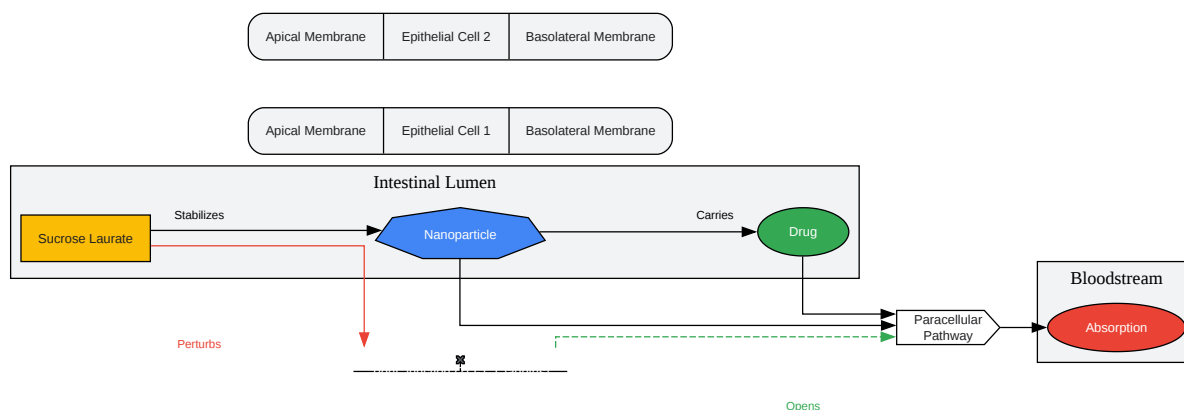 Apical Membrane Epithelial Cell 2 Basolateral Membrane
Apical Membrane Epithelial Cell 1 Basolateral Membrane
Intestinal Lumen
Stabilizes
Carries
Sucrose Laurate
Nanoparticle
Drug
Bloodstream
Paracellular
Pathway
Absorption
Perturbs
Opens